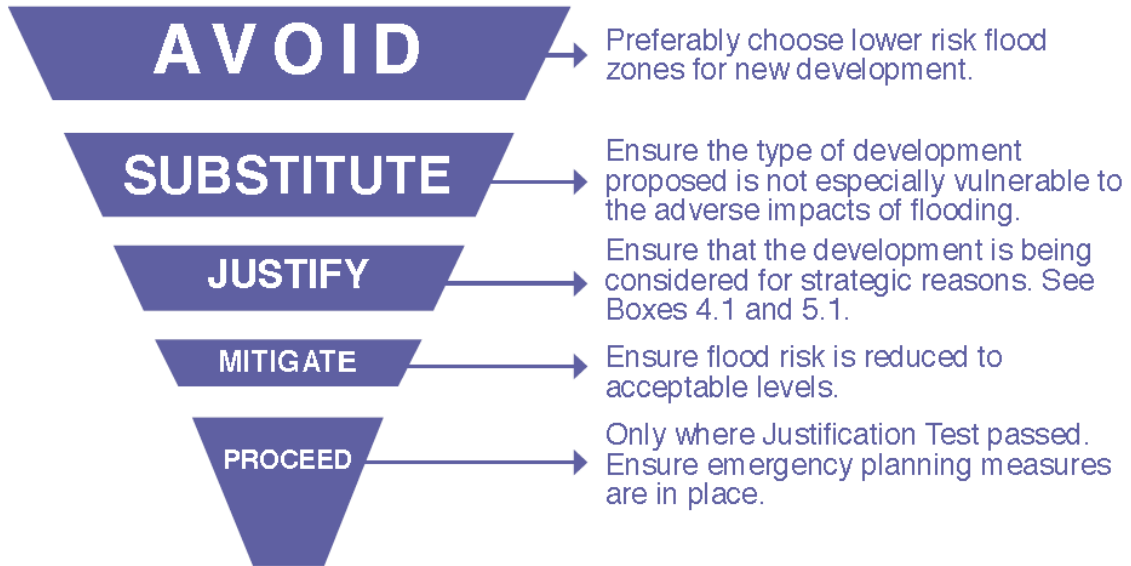 AVOID
Preferably choose lower risk flood
zones for new development.
SUBSTITUTE
Ensure the type of development
proposed is not especially vulnerable to
the adverse impacts of flooding.
JUSTIFY
Ensure that the development is being
considered for strategic reasons. See
Boxes 4.1 and 5.1.
MITIGATE
Ensure flood risk is reduced to
acceptable levels.
PROCEED
Only where Justification Test passed.
Ensure emergency planning measures
are in place.